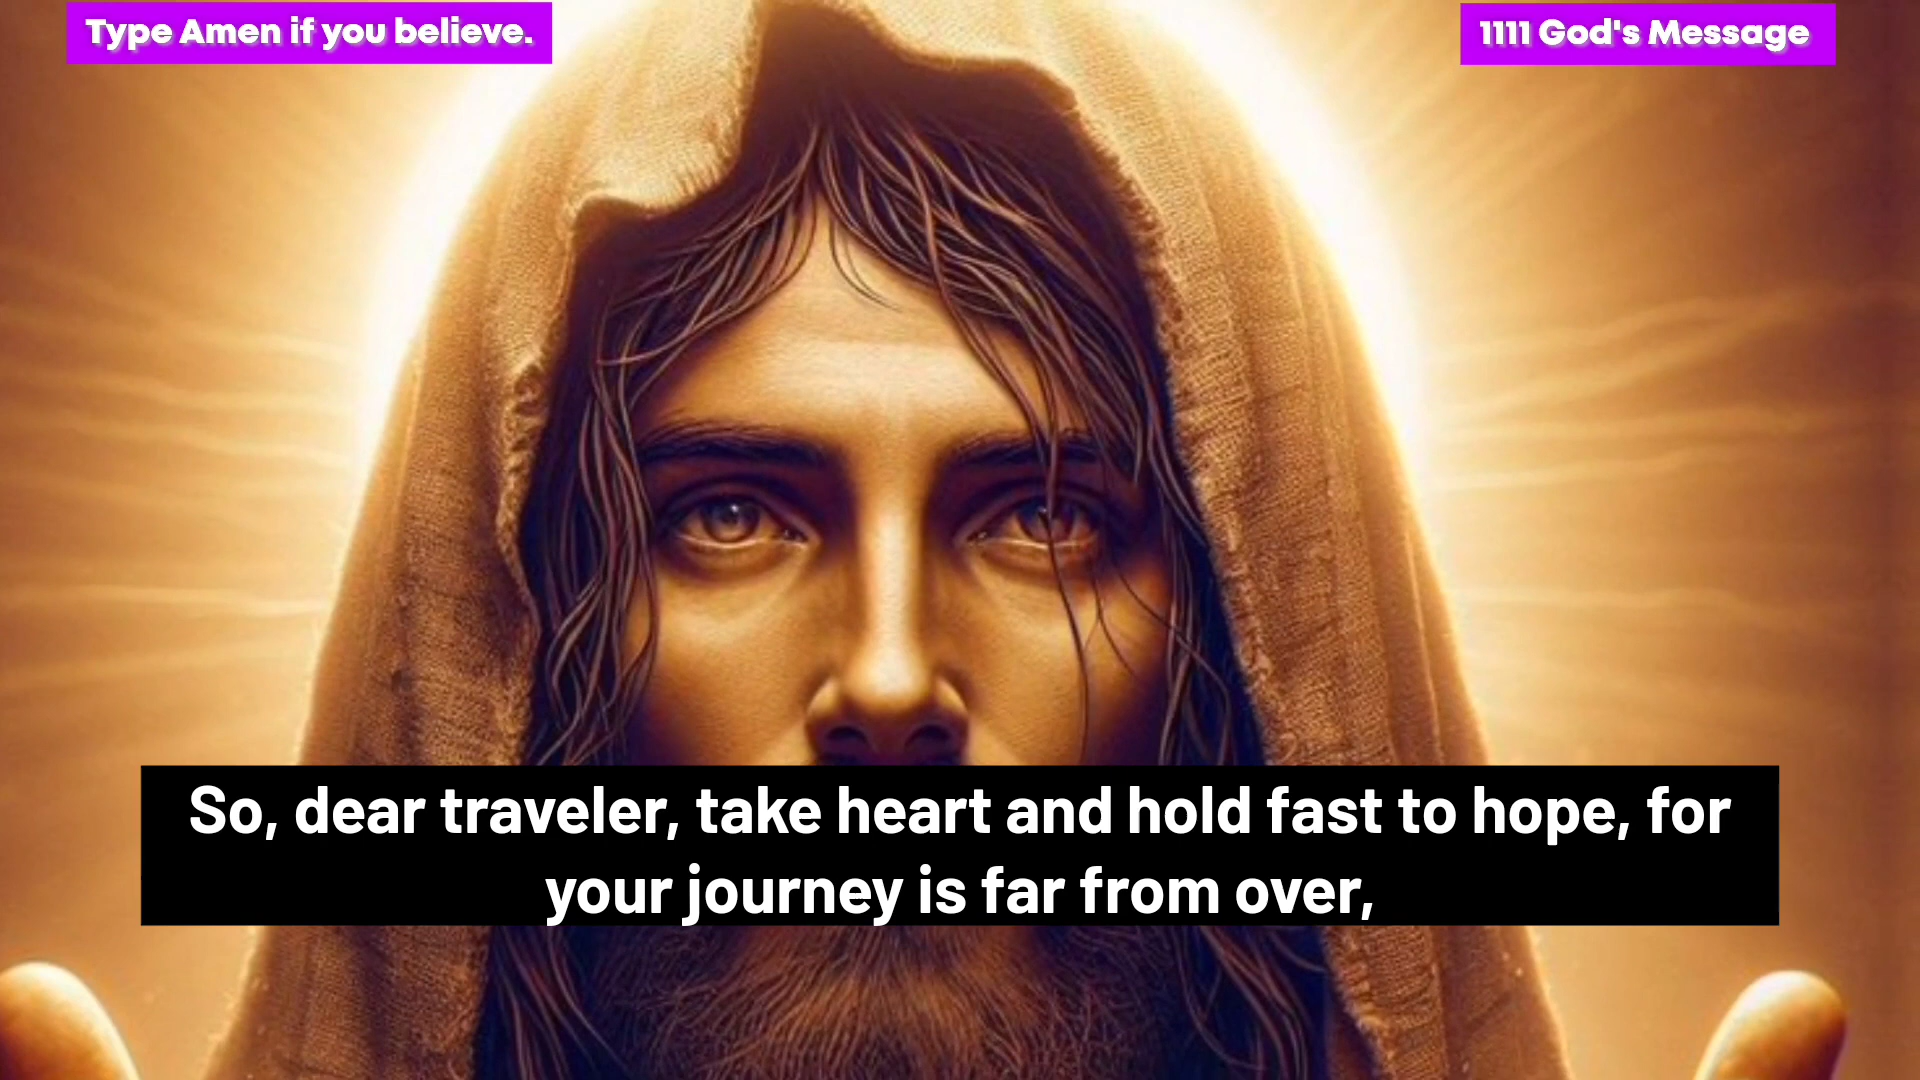 Type Amen if you believe.
1111 God's Message
So, dear traveler, take heart and hold fast to hope, for
your journey is far from over,